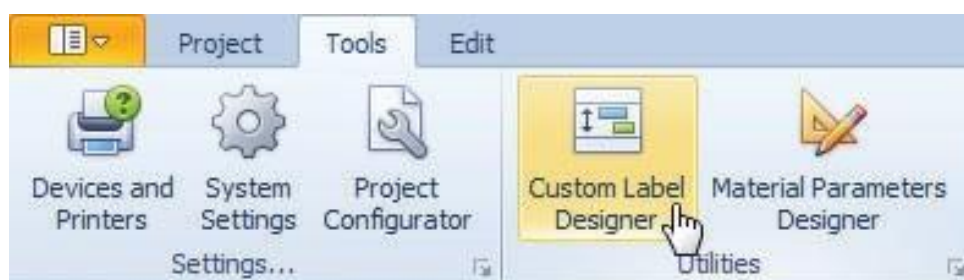 Project Tools Edit
Devices and Printers
System Settings
Project Configurator
Custom Label Designer
Material Parameters Designer
Settings...
Utilities